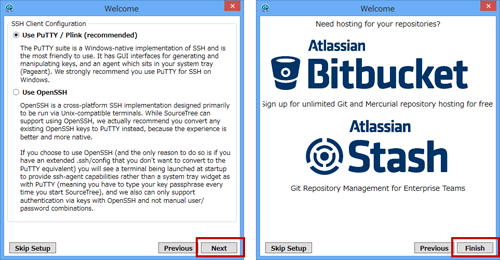 Welcome
SSH Client Configuration
Use PuTTY / Plink (recommended)
The PuTTY suite is a Windows-native implementation of SSH and is
the most friendly to use. It has GUI interfaces for generating and
manipulating keys, and an agent which sits in your system tray
(Pageant). We strongly recommend you use PuTTY for SSH on
Windows.
Use OpenSSH
OpenSSH is a cross-platform SSH implementation designed primarily
to be run via Unix-compatible terminals. While SourceTree can
support using OpenSSH, we actually recommend you convert any
existing OpenSSH keys to PuTTY instead, because the experience is
better and more native.
If you choose to use OpenSSH (and the only reason to do so is if you
have an extended .ssh/config that you don't want to convert to the
PuTTY equivalent) you will see a terminal being launched at startup
to provide ssh-agent capabilities rather than a system tray widget as
with PuTTY (meaning you have to type your key passphrase every
time you start SourceTree), and we also can only support
authentication via keys with OpenSSH and not manual user/
password combinations.
Skip Setup
Previous
Next
Welcome
Need hosting for your repositories?
Atlassian
Bitbucket
Sign up for unlimited Git and Mercurial repository hosting for free
Atlassian
Stash
Git Repository Management for Enterprise Teams
Skip Setup
Previous
Finish